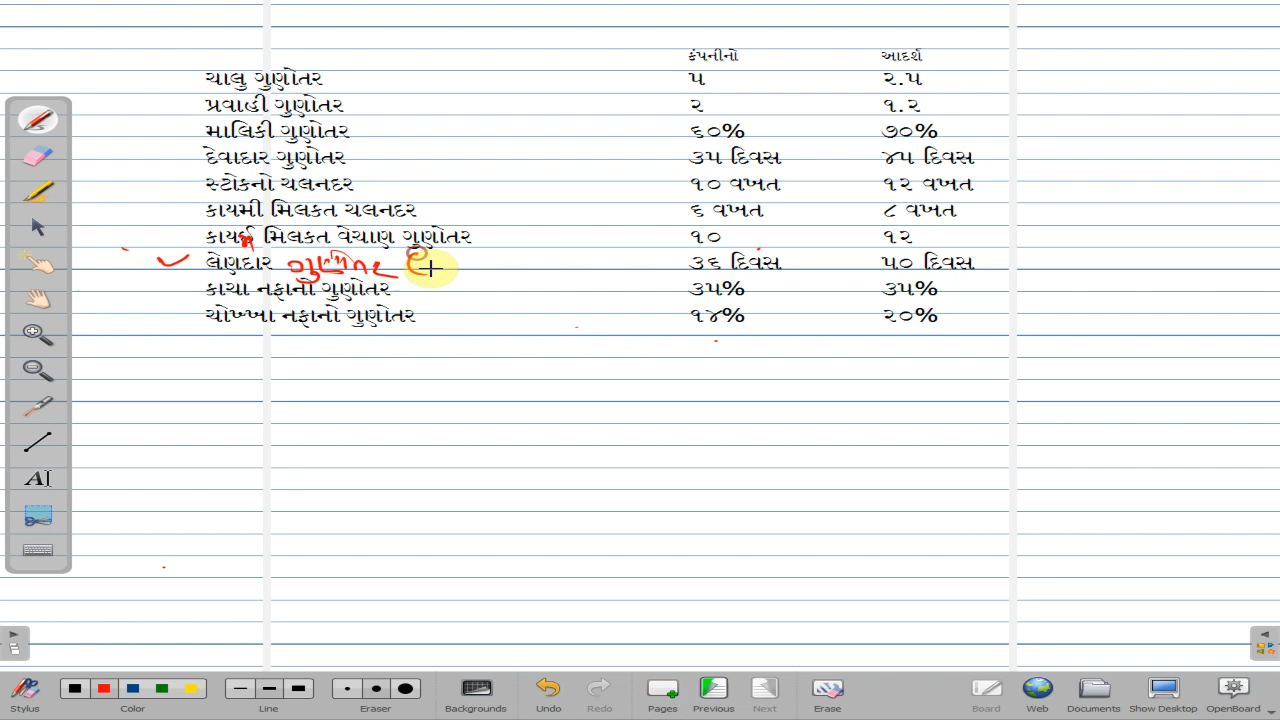 કંપનીનો આદર્શ
ચાલુ ગુણોતર ૫ ૨.૫
પ્રવાહી ગુણોતર ૨ ૧.૨
માલિકી ગુણોતર ૬૦% ૭૦%
દેવાદાર ગુણોતર ૩૫ દિવસ ૪૫ દિવસ
સ્ટોકનો ચલનદર ૧૦ વખત ૧૨ વખત
કાયમી મિલકત ચલનદર ૬ વખત ૮ વખત
મિલકત વેચાણ ગુણોતર ૧૦ ૧૨
લેણદાર ગુણોતર ૩૬ દિવસ ૫૦ દિવસ
કાચા નફાનો ગુણોતર ૩૫% ૩૫%
ચોખ્ખા નફાનો ગુણોતર ૧૪% ૨૦%
Stylus Color Line Eraser Backgrounds Undo Redo Pages Previous Next Erase Board Web Documents Show Desktop OpenBoard